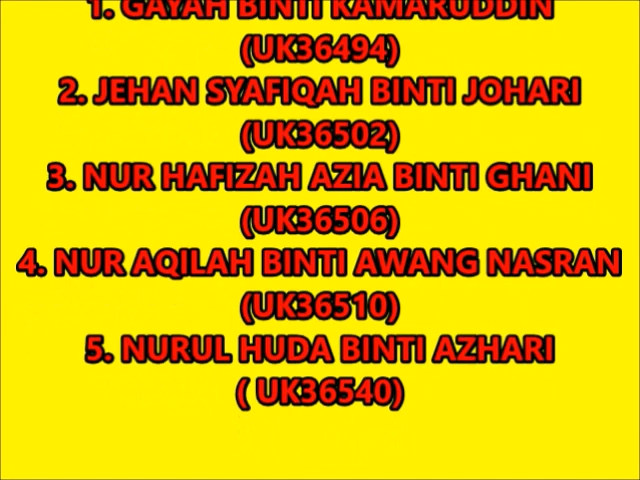 1. GAYAH BINTI KAMARUDDIN
(UK36494)
2. JEHAN SYAFIQAH BINTI JOHARI
(UK36502)
3. NUR HAFIZAH AZIA BINTI GHANI
(UK36506)
4. NUR AQILAH BINTI AWANG NASRAN
(UK36510)
5. NURUL HUDA BINTI AZHARI
( UK36540)